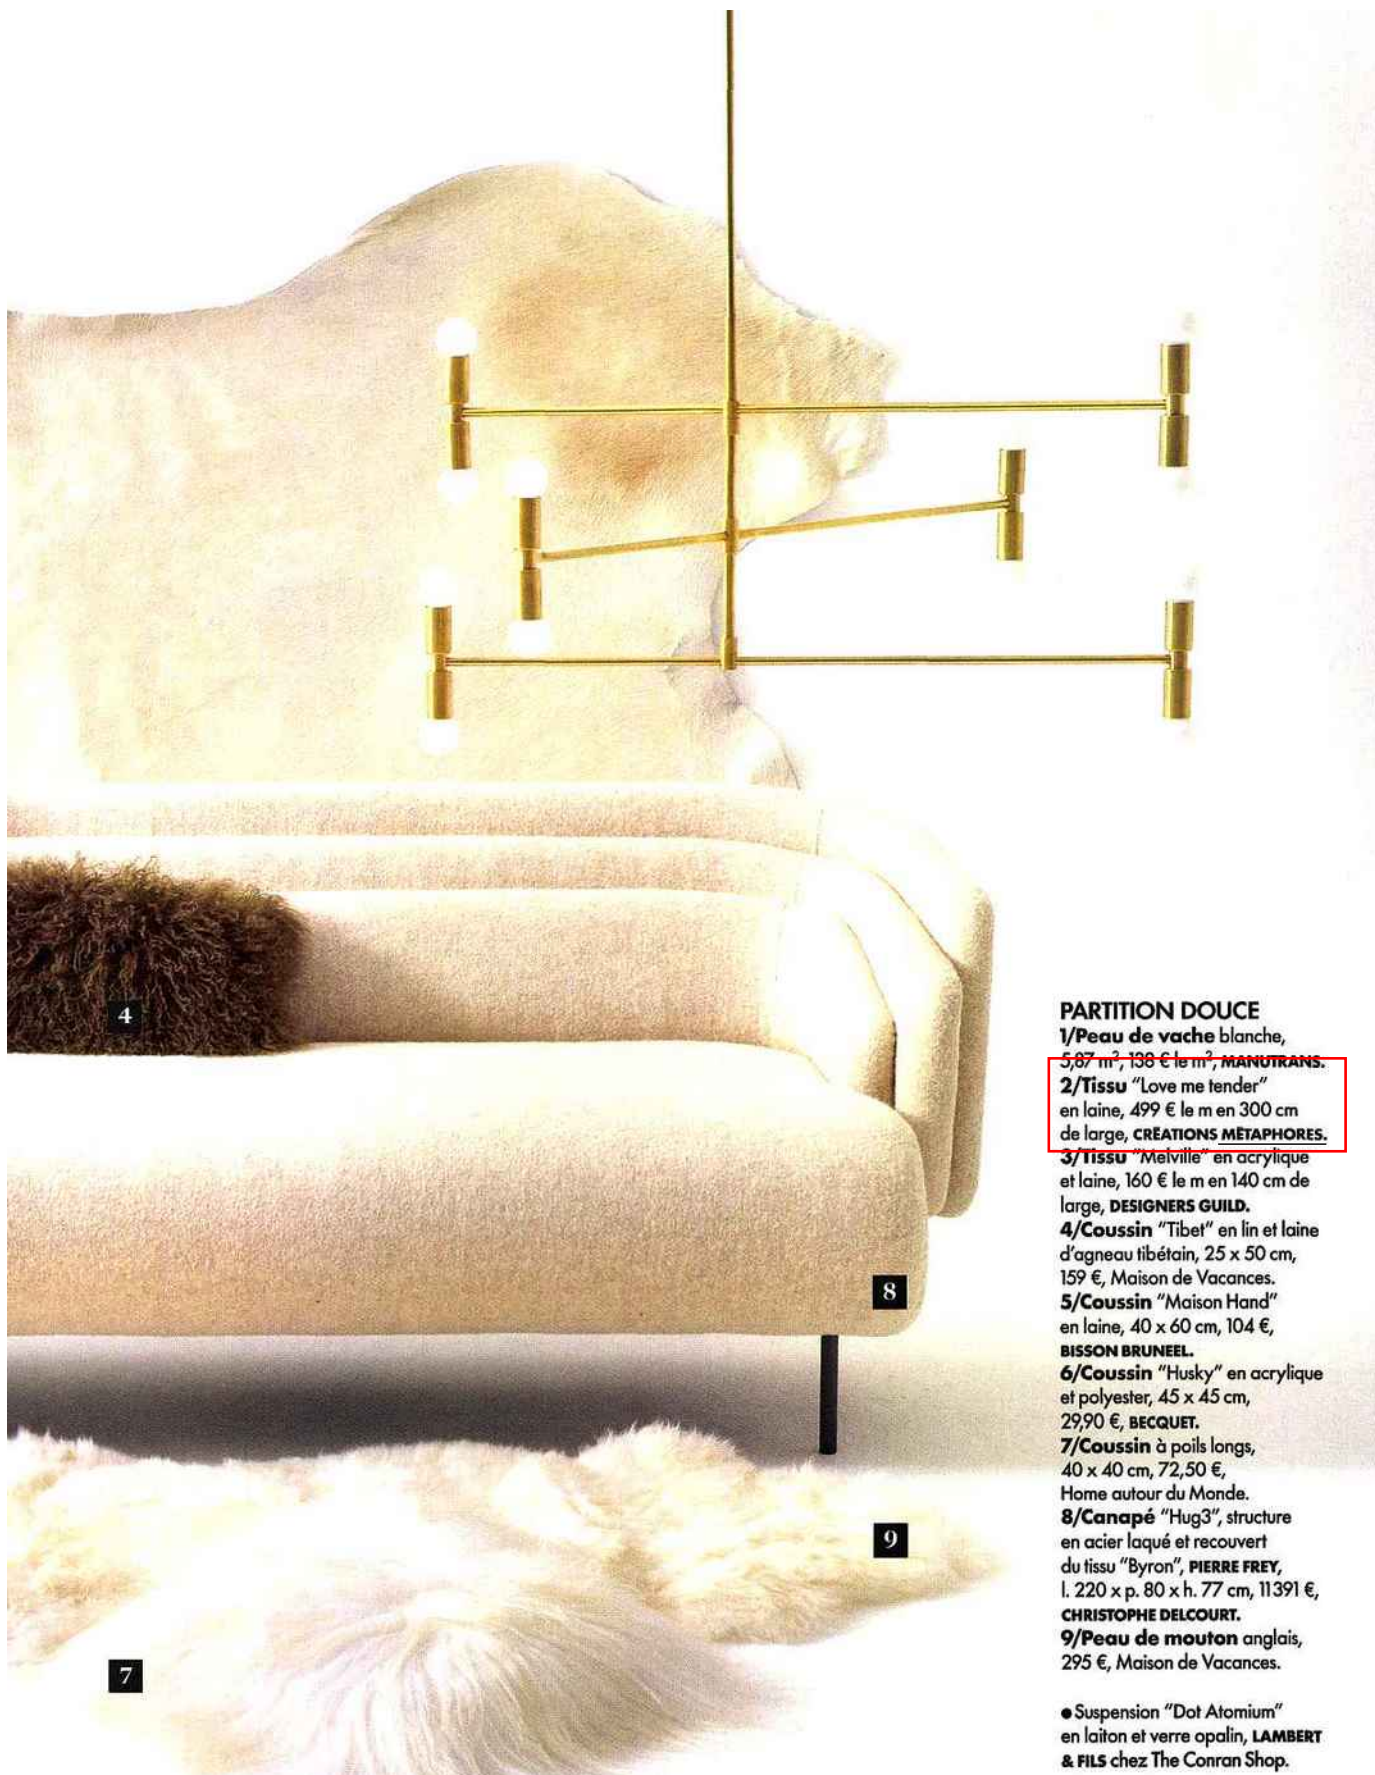 4
8
9
7
PARTITION DOUCE
1/Peau de vache blanche,
5,87 m², 138 € le m², MANUTRANS.
2/Tissu "Love me tender"
en laine, 499 € le m en 300 cm
de large, CRÉATIONS MÉTAPHORES.
3/Tissu "Melville" en acrylique
et laine, 160 € le m en 140 cm de
large, DESIGNERS GUILD.
4/Coussin "Tibet" en lin et laine
d'agneau tibétain, 25 x 50 cm,
159 €, Maison de Vacances.
5/Coussin "Maison Hand"
en laine, 40 x 60 cm, 104 €,
BISSON BRUNEEL.
6/Coussin "Husky" en acrylique
et polyester, 45 x 45 cm,
29,90 €, BECQUET.
7/Coussin à poils longs,
40 x 40 cm, 72,50 €,
Home autour du Monde.
8/Canapé "Hug3", structure
en acier laqué et recouvert
du tissu "Byron", PIERRE FREY,
l. 220 x p. 80 x h. 77 cm, 11391 €,
CHRISTOPHE DELCOURT.
9/Peau de mouton anglais,
295 €, Maison de Vacances.
● Suspension "Dot Atomium"
en laiton et verre opalin, LAMBERT
& FILS chez The Conran Shop.